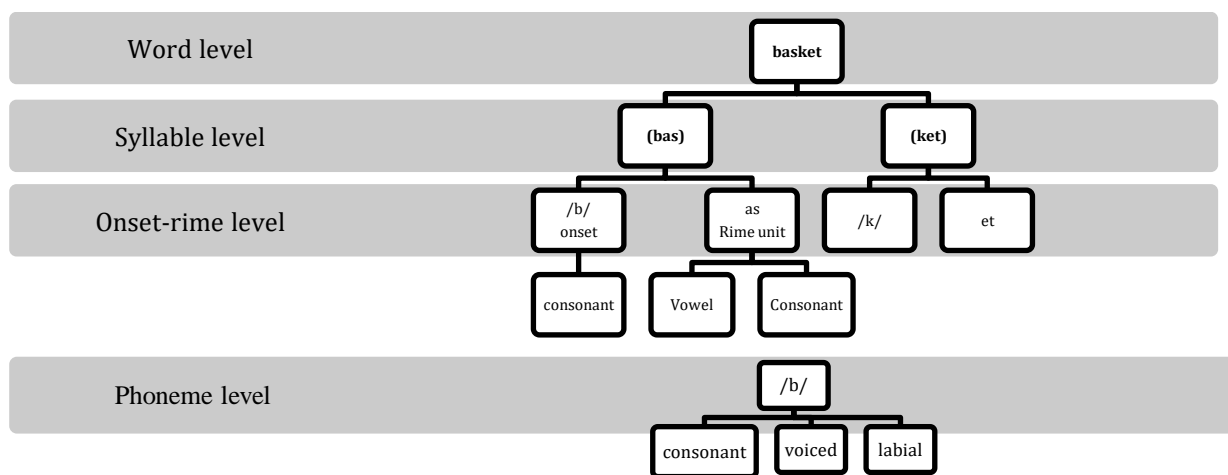 Word level
basket
Syllable level
(bas)
(ket)
Onset-rime level
/b/
onset
as
Rime unit
/k/
et
consonant
Vowel
Consonant
Phoneme level
/b/
consonant
voiced
labial